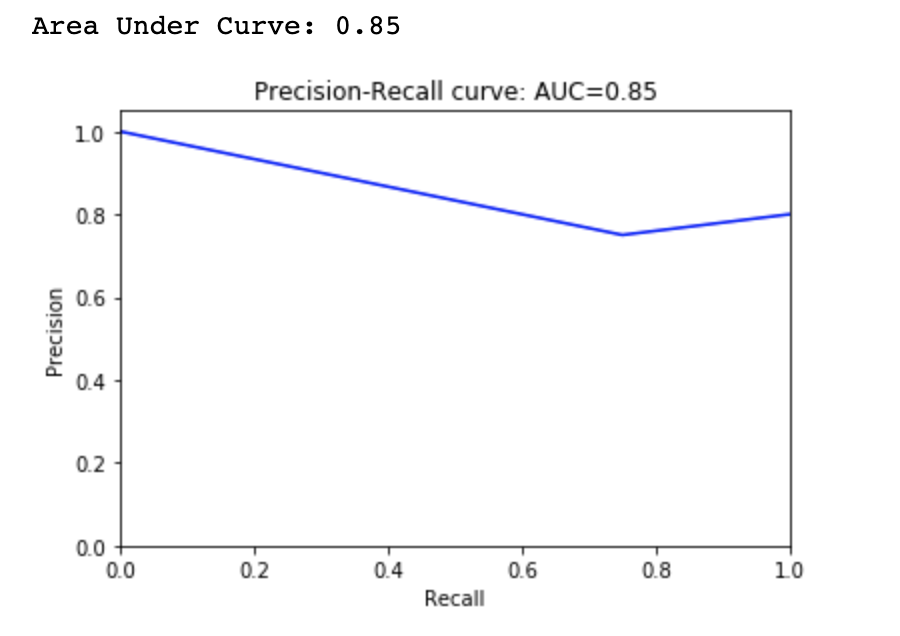 Area Under Curve: 0.85
Precision-Recall curve: AUC=0.85
1.0
0.8
0.6
0.4
0.2
0.0
Precision
0.0 0.2 0.4 0.6 0.8 1.0
Recall